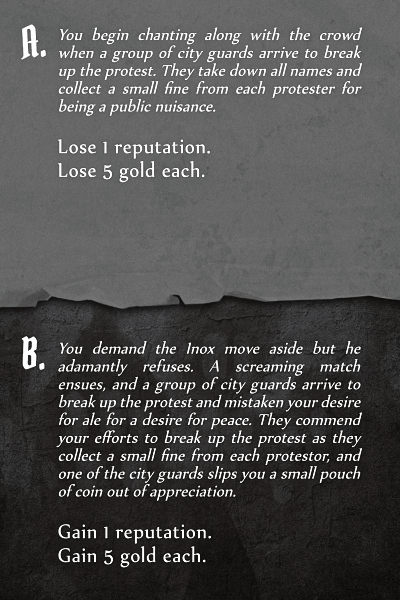 A. You begin chanting along with the crowd
when a group of city guards arrive to break
up the protest. They take down all names and
collect a small fine from each protester for
being a public nuisance.
Lose 1 reputation.
Lose 5 gold each.
B. You demand the Inox move aside but he
adamantly refuses. A screaming match
ensues, and a group of city guards arrive to
break up the protest and mistaken your desire
for ale for a desire for peace. They commend
your efforts to break up the protest as they
collect a small fine from each protestor, and
one of the city guards slips you a small pouch
of coin out of appreciation.
Gain 1 reputation.
Gain 5 gold each.